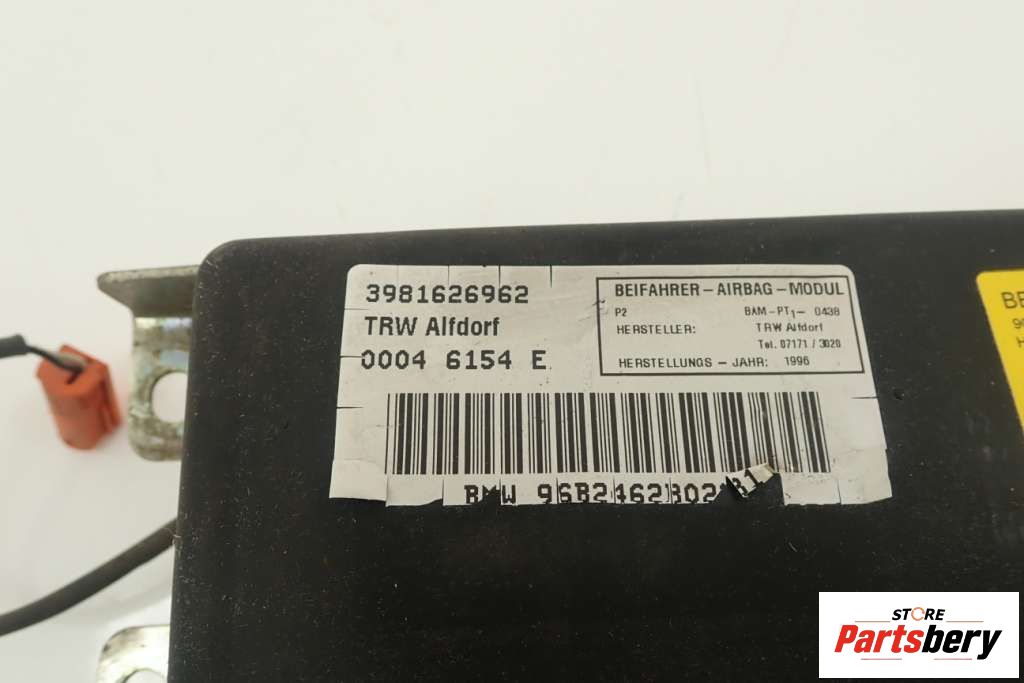 3981626962
TRW Alfdorf
0004 6154 E
BEIFAHRER-AIRBAG-MODUL
P2 BAM-PT1-0438
HERSTELLER: TRW Alfdorf
Tel. 07171 / 3020
HERSTELLUNGS - JAHR: 1996
BMW
BE
H
STORE
Partsbery